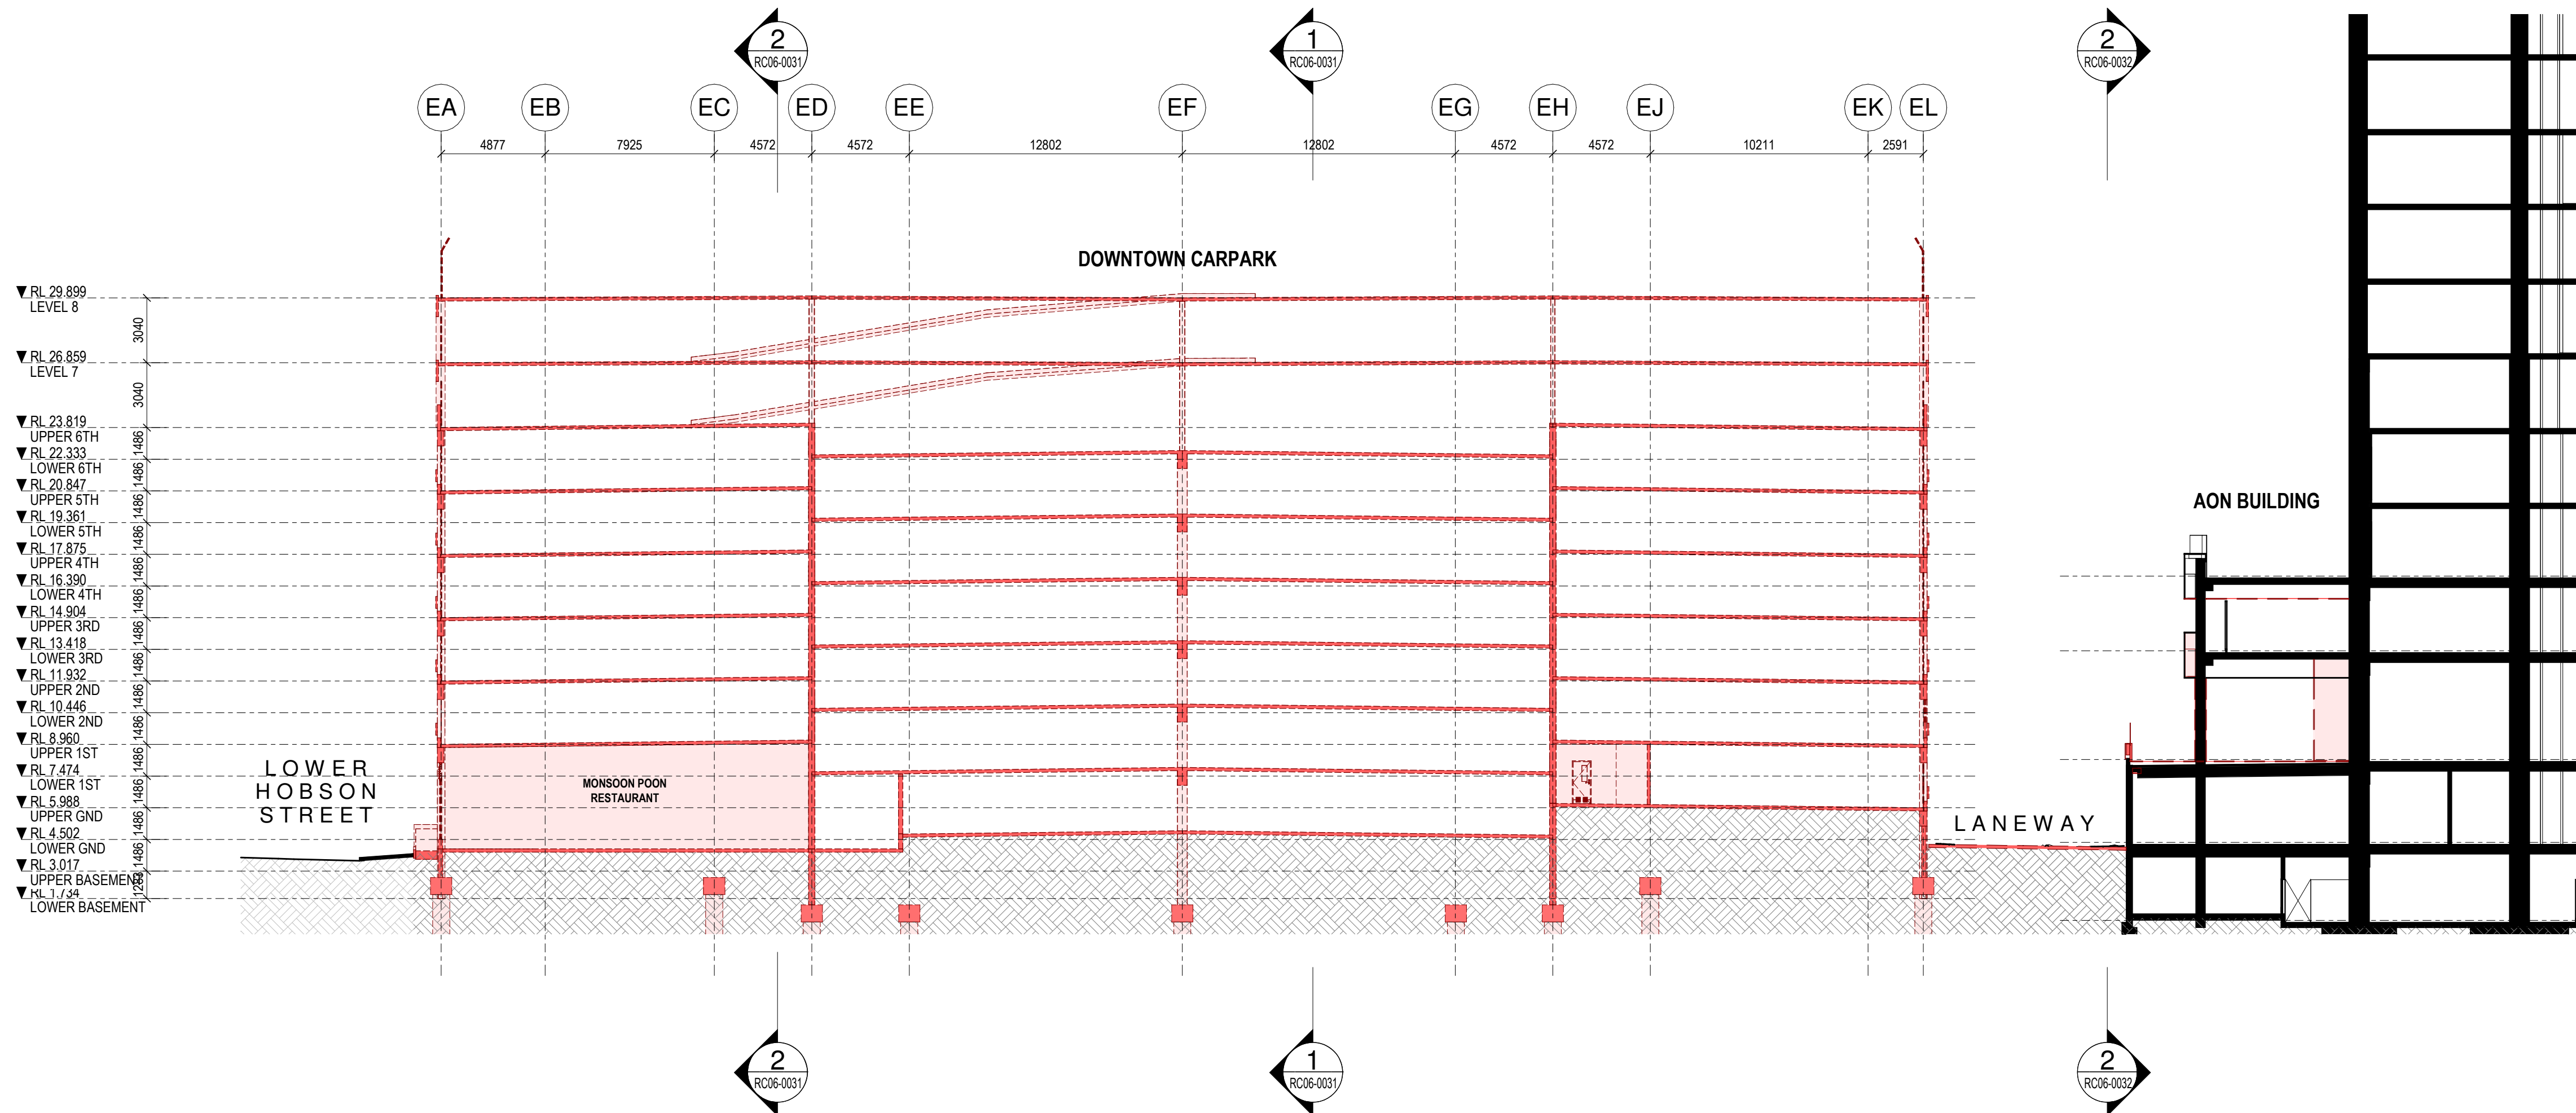 2
RC06-0031
1
RC06-0031
2
RC06-0032
EA
EB
EC
ED
EE
EF
EG
EH
EJ
EK
EL
4877
7925
4572
4572
12802
12802
4572
4572
10211
2591
DOWNTOWN CARPARK
RL 29.899
LEVEL 8
3040
RL 26.859
LEVEL 7
3040
RL 23.819
UPPER 6TH
1486
RL 22.333
LOWER 6TH
1486
RL 20.847
UPPER 5TH
1486
RL 19.361
LOWER 5TH
1486
RL 17.875
UPPER 4TH
1486
RL 16.390
LOWER 4TH
1486
RL 14.904
UPPER 3RD
1486
RL 13.418
LOWER 3RD
1486
RL 11.932
UPPER 2ND
1486
RL 10.446
LOWER 2ND
1486
RL 8.960
UPPER 1ST
1486
RL 7.474
LOWER 1ST
1486
RL 5.988
UPPER GND
1486
RL 4.502
LOWER GND
1486
RL 3.017
UPPER BASEMENT
1283
RL 1.734
LOWER BASEMENT
LOWER
HOBSON
STREET
MONSOON POON
RESTAURANT
LANEWAY
AON BUILDING
2
RC06-0031
1
RC06-0031
2
RC06-0032